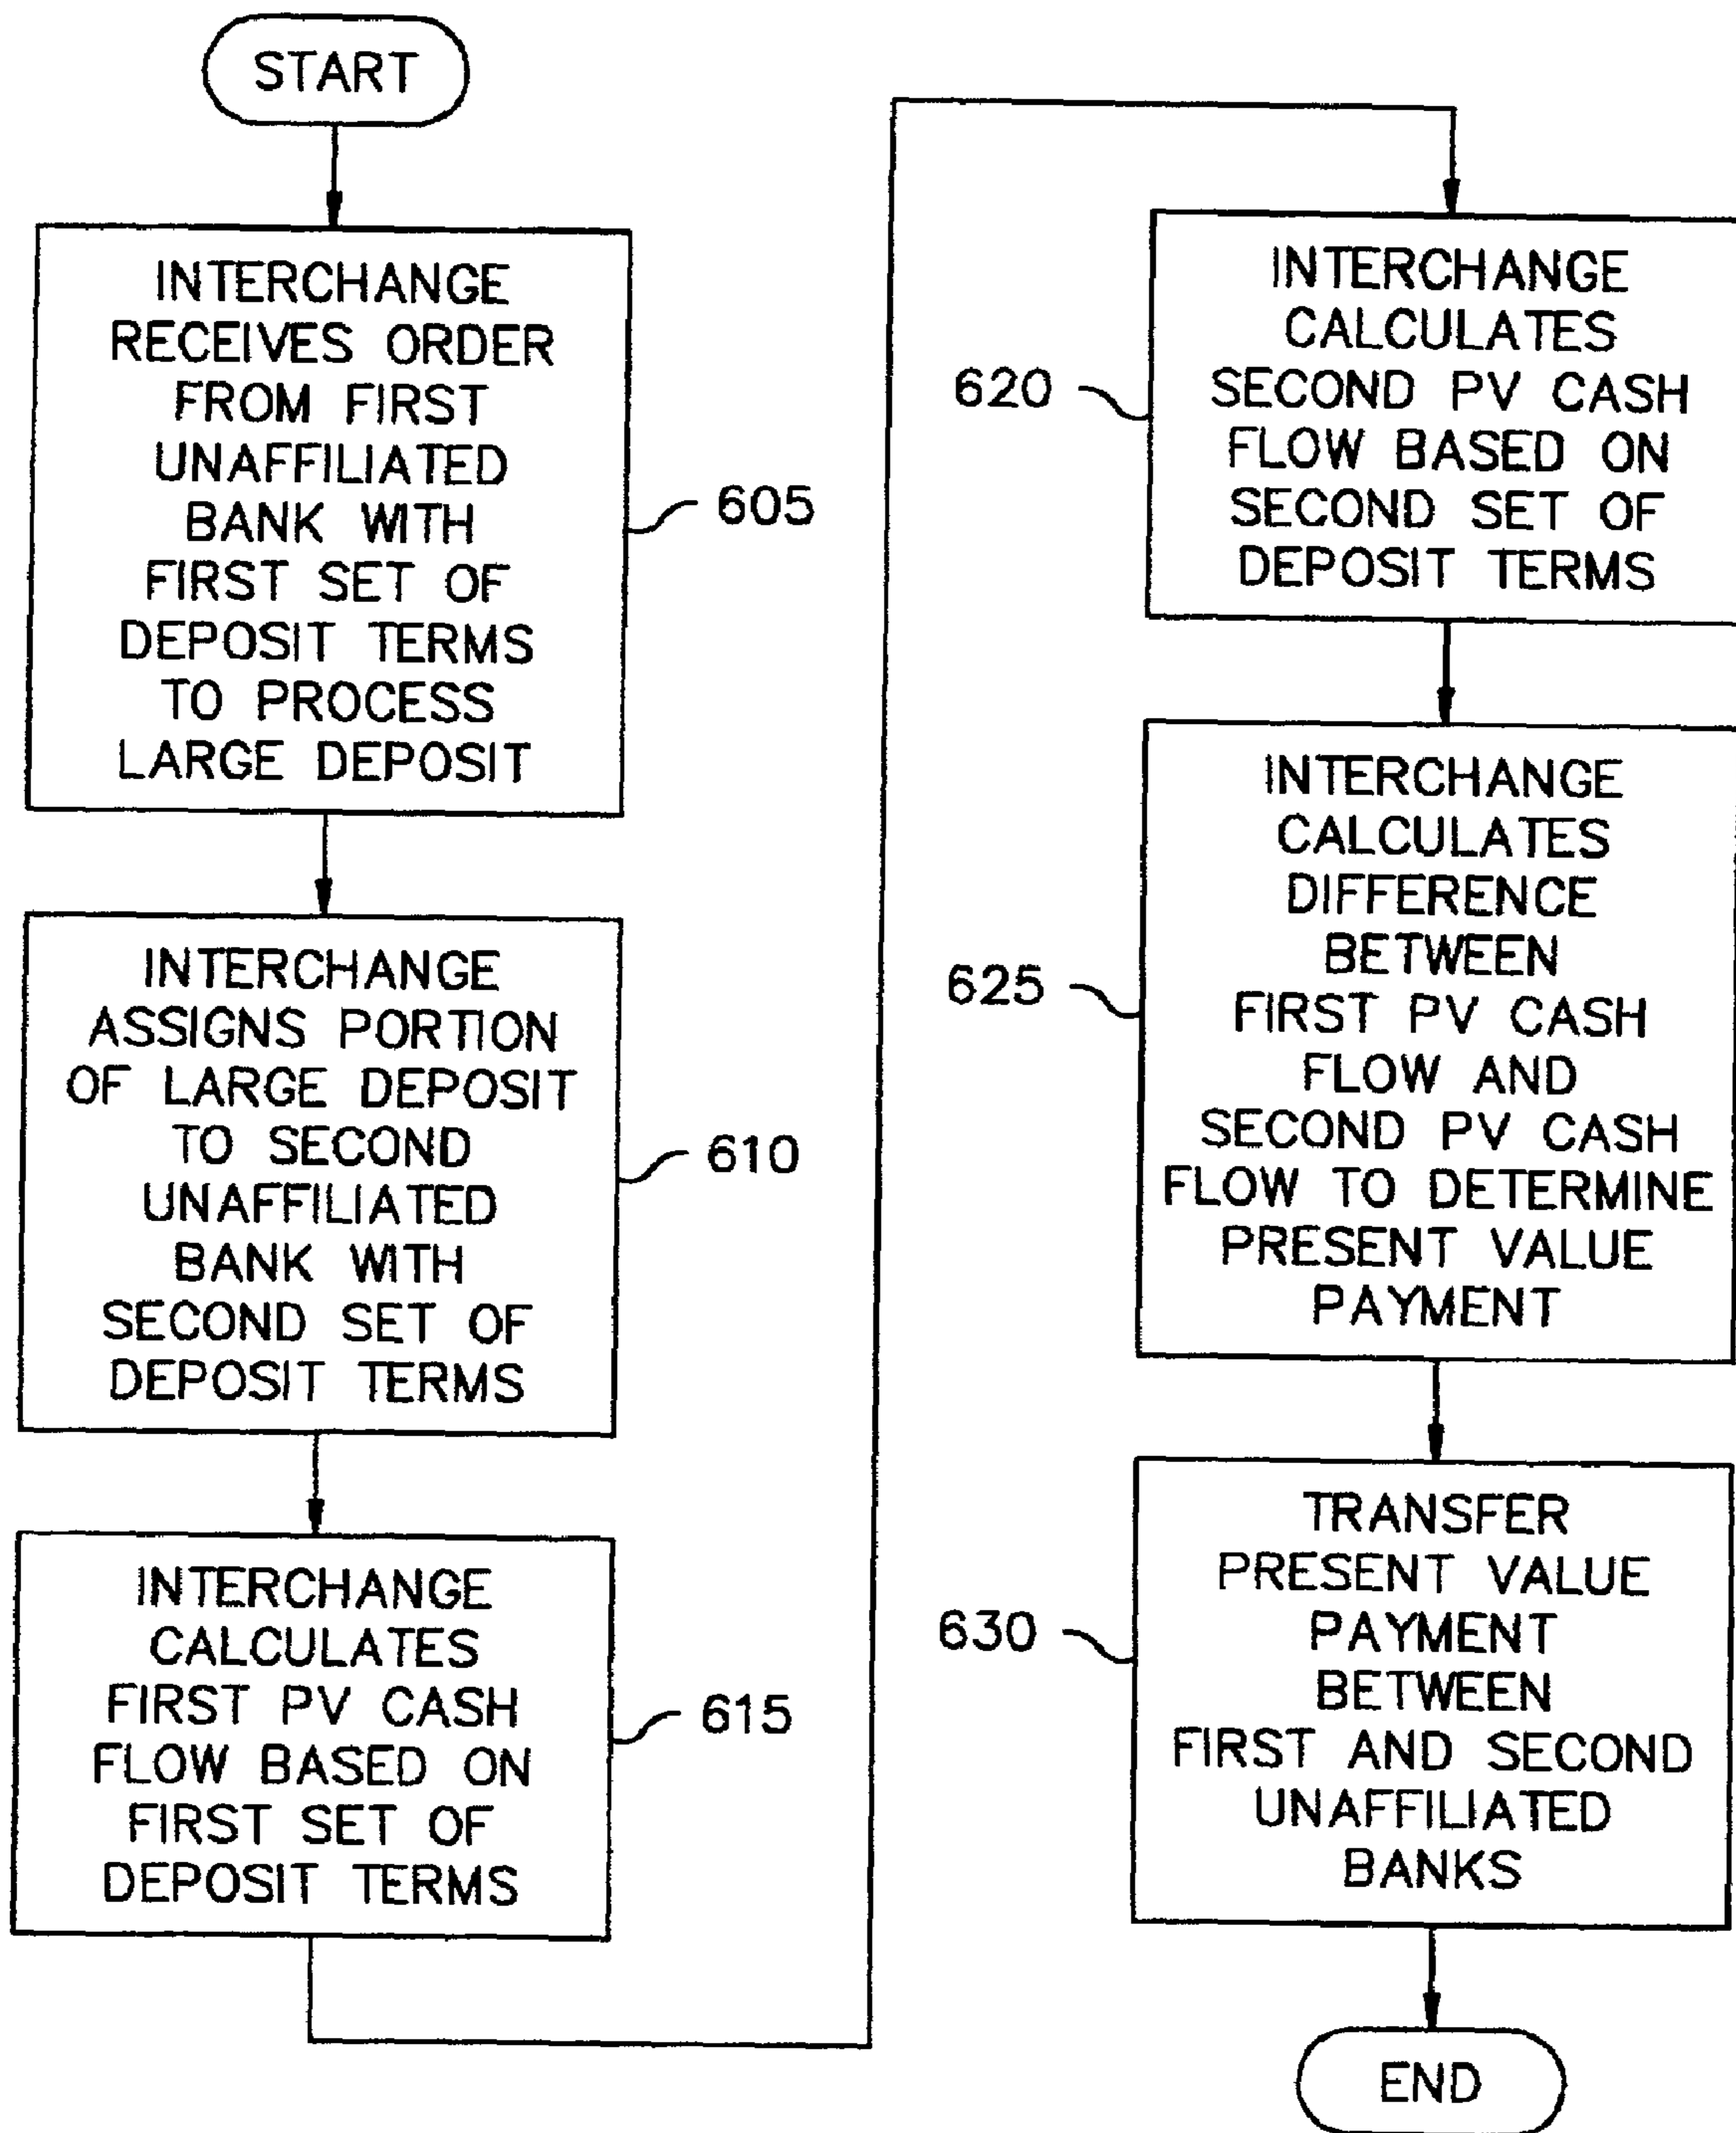 START
INTERCHANGE
RECEIVES ORDER
FROM FIRST
UNAFFILIATED
BANK WITH
FIRST SET OF
DEPOSIT TERMS
TO PROCESS
LARGE DEPOSIT
605
INTERCHANGE
ASSIGNS PORTION
OF LARGE DEPOSIT
TO SECOND
UNAFFILIATED
BANK WITH
SECOND SET OF
DEPOSIT TERMS
610
INTERCHANGE
CALCULATES
FIRST PV CASH
FLOW BASED ON
FIRST SET OF
DEPOSIT TERMS
615
INTERCHANGE
CALCULATES
SECOND PV CASH
FLOW BASED ON
SECOND SET OF
DEPOSIT TERMS
620
INTERCHANGE
CALCULATES
DIFFERENCE
BETWEEN
FIRST PV CASH
FLOW AND
SECOND PV CASH
FLOW TO DETERMINE
PRESENT VALUE
PAYMENT
625
TRANSFER
PRESENT VALUE
PAYMENT
BETWEEN
FIRST AND SECOND
UNAFFILIATED
BANKS
630
END